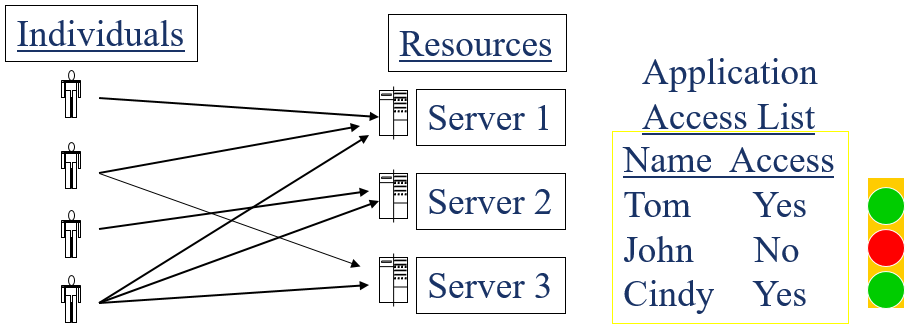 Individuals
Resources
Server 1
Server 2
Server 3
Application
Access List
Name Access
Tom Yes
John No
Cindy Yes